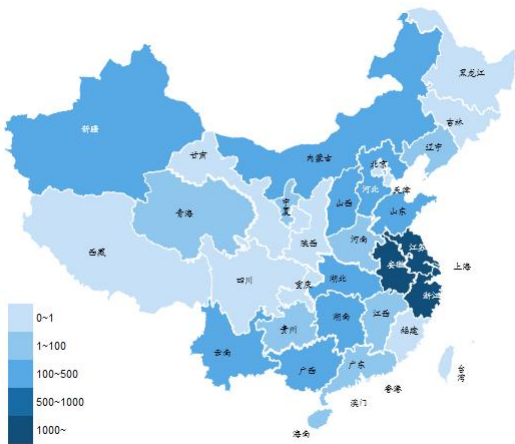 黑龙江
吉林
辽宁
新疆
甘肃
内蒙古
北京
天津
河北
山西
山东
宁夏
青海
陕西
河南
江苏
安徽
上海
西藏
四川
重庆
湖北
浙江
湖南
江西
贵州
福建
云南
广西
广东
台湾
香港
澳门
海南
0~1
1~100
100~500
500~1000
1000~